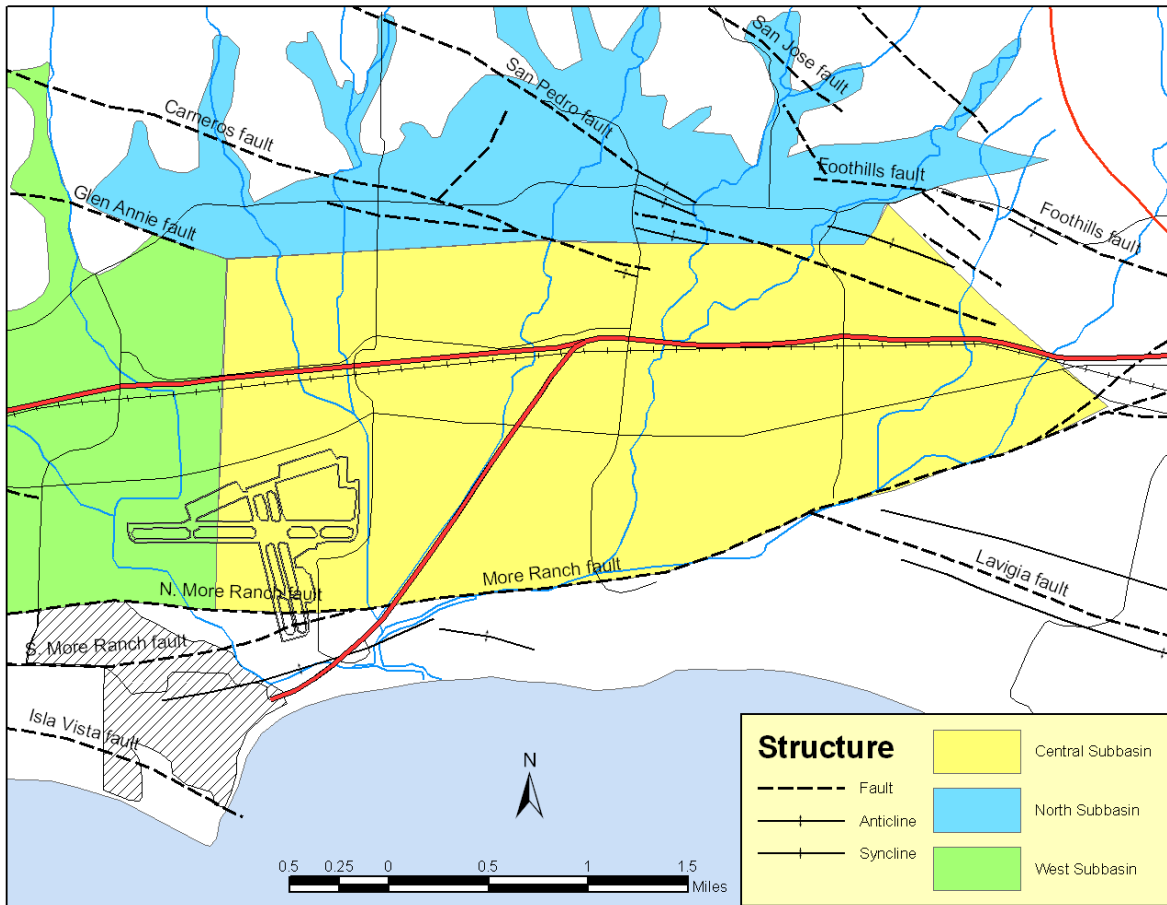 San Jose fault
San Pedro fault
Carneros fault
Foothills fault
Glen Annie fault
Foothills fault
More Ranch fault
N. More Ranch fault
Lavigia fault
S. More Ranch fault
Isla Vista fault
N
0.5 0.25 0 0.5 1 1.5
Miles
Structure
Fault
Anticline
Syncline
Central Subbasin
North Subbasin
West Subbasin